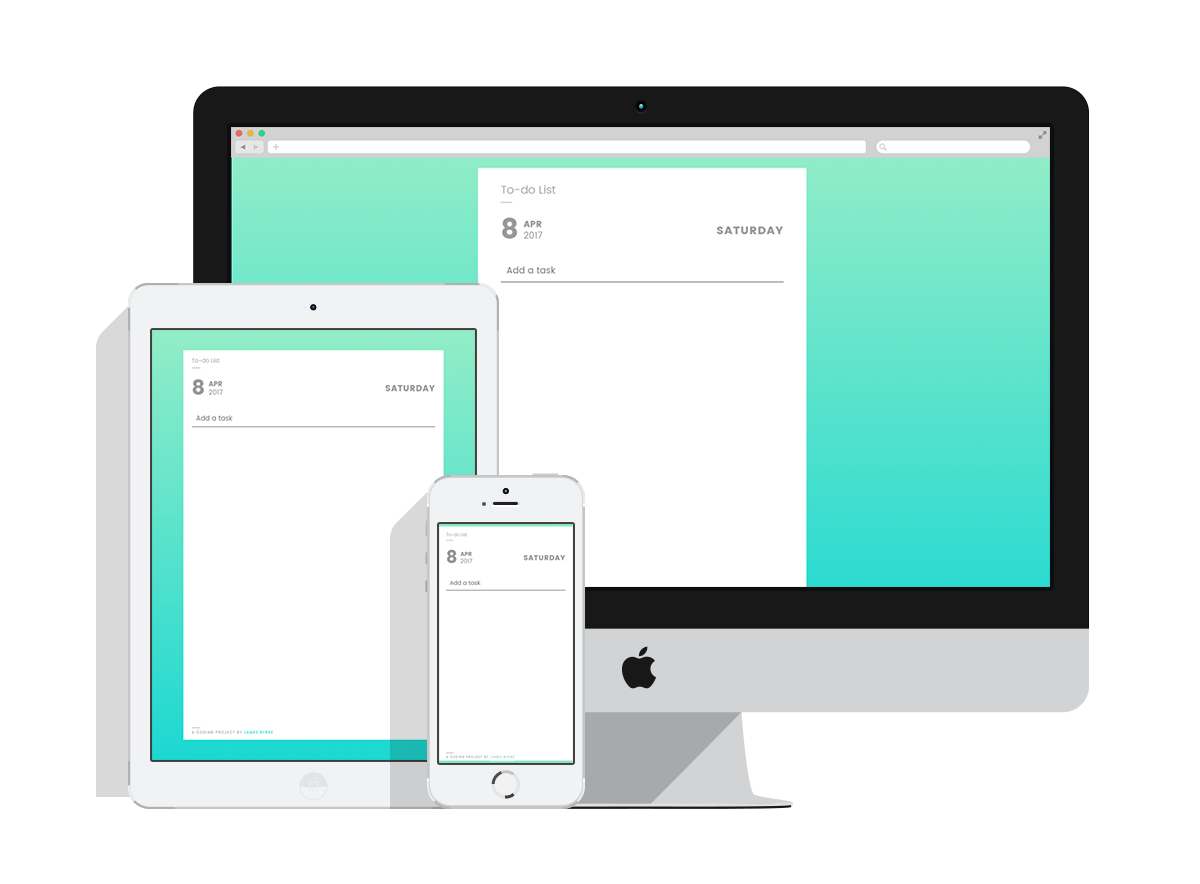 To-do List
8 APR
2017
SATURDAY
Add a task
To-do List
8 APR
2017
SATURDAY
Add a task
A CODING PROJECT BY JAMES BYRNE
To-do List
8 APR
2017
SATURDAY
Add a task
A CODING PROJECT BY JAMES BYRNE